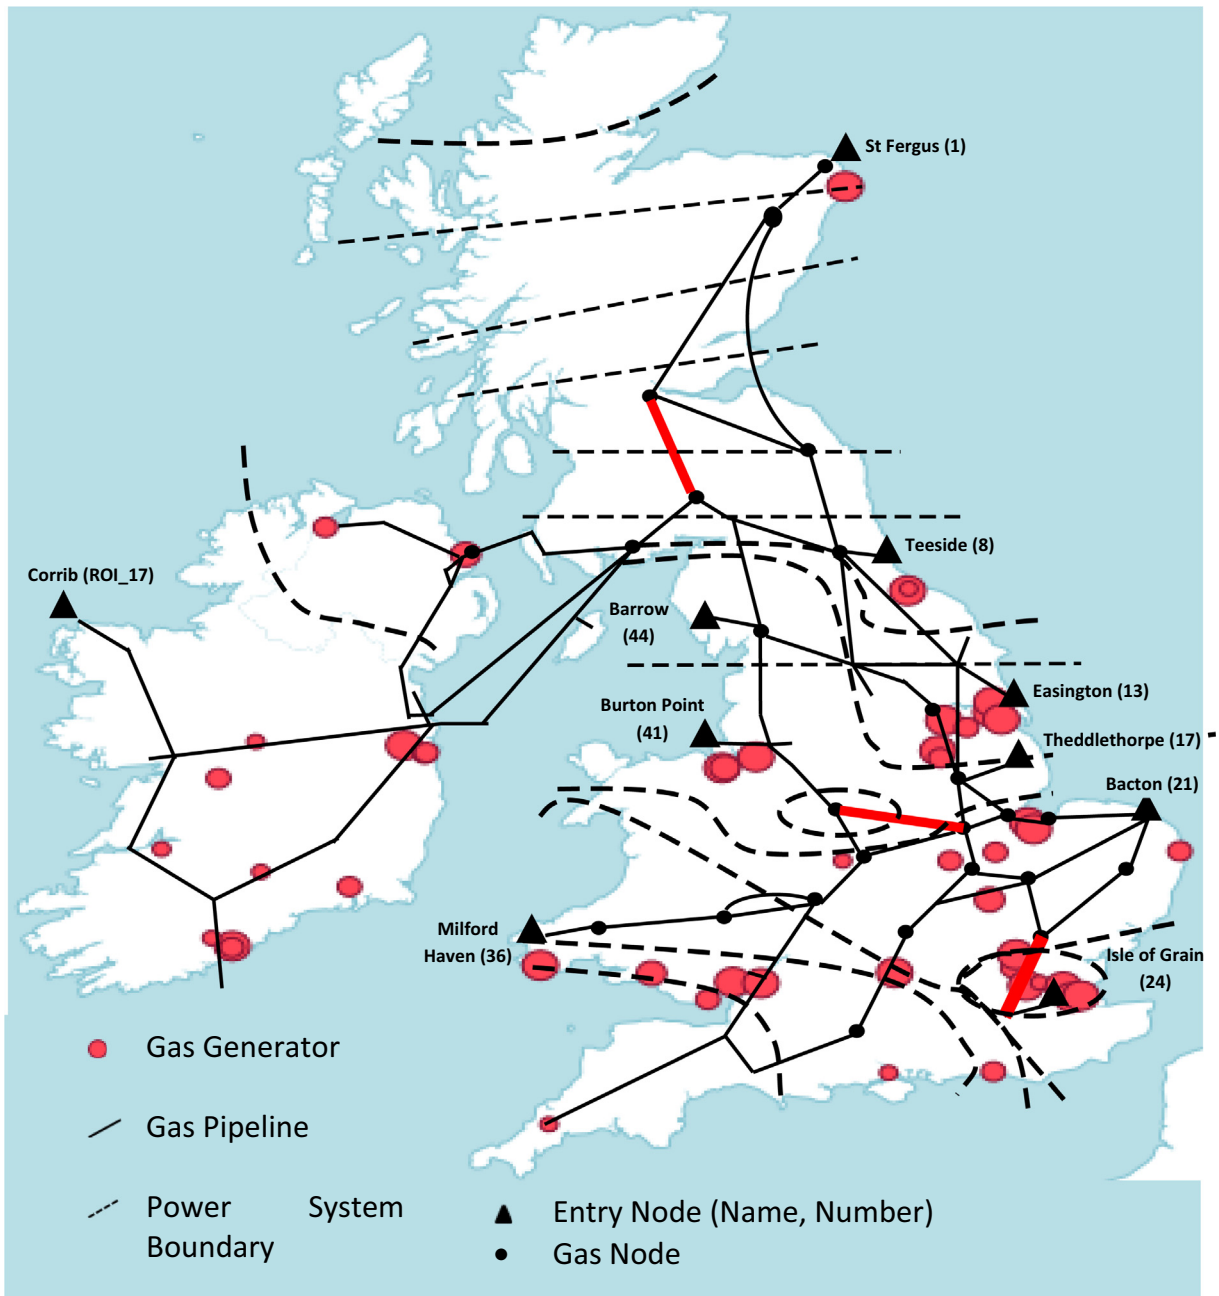 St Fergus (1)
Teeside (8)
Corrib (ROI_17)
Barrow
(44)
Easington (13)
Burton Point
(41)
Theddlethorpe (17)
Bacton (21)
Milford
Haven (36)
Isle of Grain
(24)
Gas Generator
Gas Pipeline
Power System
Boundary
Entry Node (Name, Number)
Gas Node